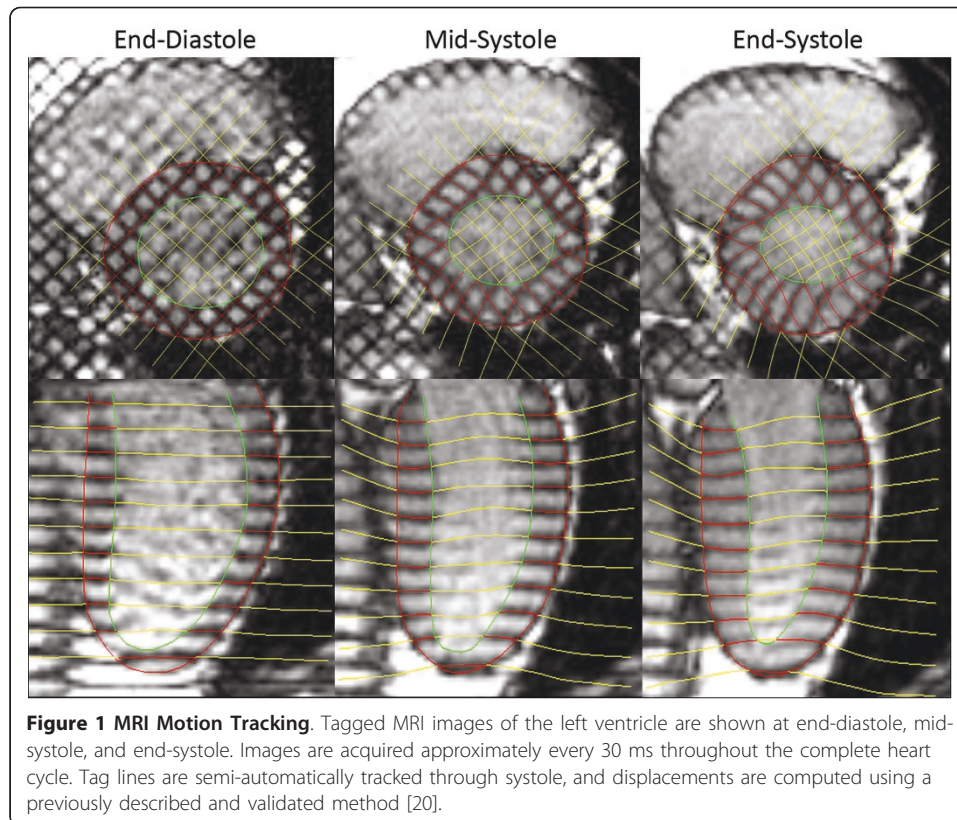 End-Diastole
Mid-Systole
End-Systole
Figure 1 MRI Motion Tracking. Tagged MRI images of the left ventricle are shown at end-diastole, mid-
systole, and end-systole. Images are acquired approximately every 30 ms throughout the complete heart
cycle. Tag lines are semi-automatically tracked through systole, and displacements are computed using a
previously described and validated method [20].